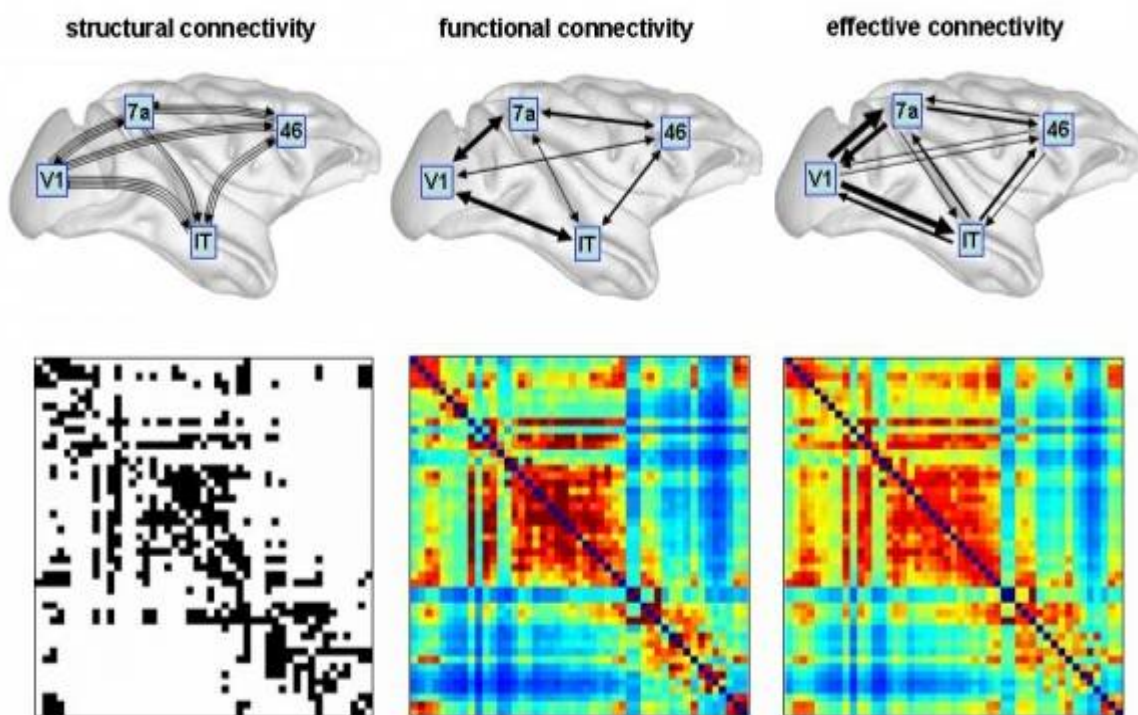 structural connectivity
functional connectivity
effective connectivity
7a
46
V1
IT
7a
46
V1
IT
7a
46
V1
IT